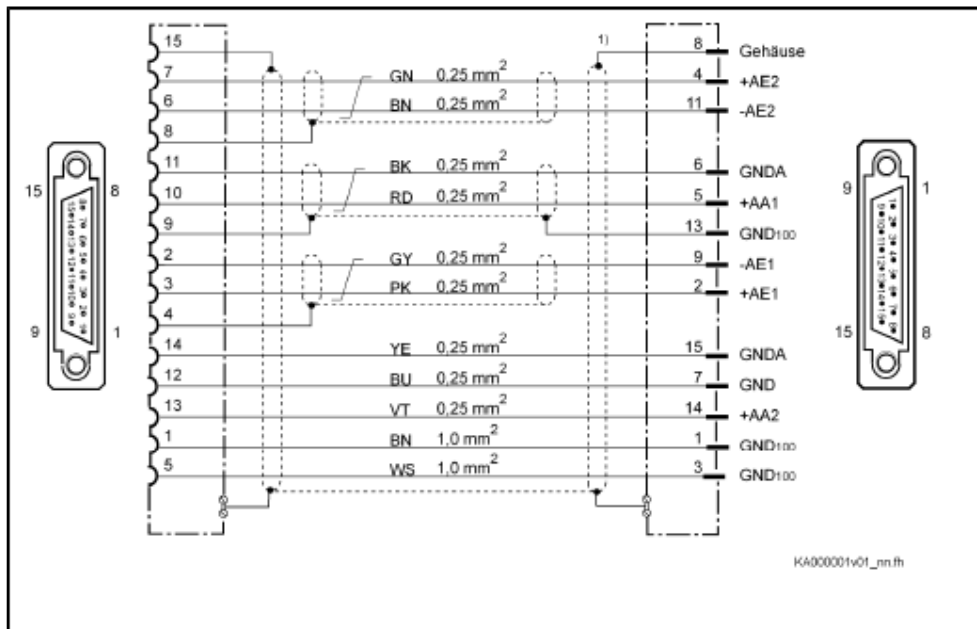 15 1) 8 Gehäuse
7 GN 0,25 mm² 4 +AE2
6 BN 0,25 mm² 11 -AE2
8
11 BK 0,25 mm² 6 GNDA
10 RD 0,25 mm² 5 +AA1
9 13 GND100
2 GY 0,25 mm² 9 -AE1
3 PK 0,25 mm² 2 +AE1
4
14 YE 0,25 mm² 15 GNDA
12 BU 0,25 mm² 7 GND
13 VT 0,25 mm² 14 +AA2
1 BN 1,0 mm² 1 GND100
5 WS 1,0 mm² 3 GND100
15 8
9 1
9 1
15 8
KA000001v01_nn.fh